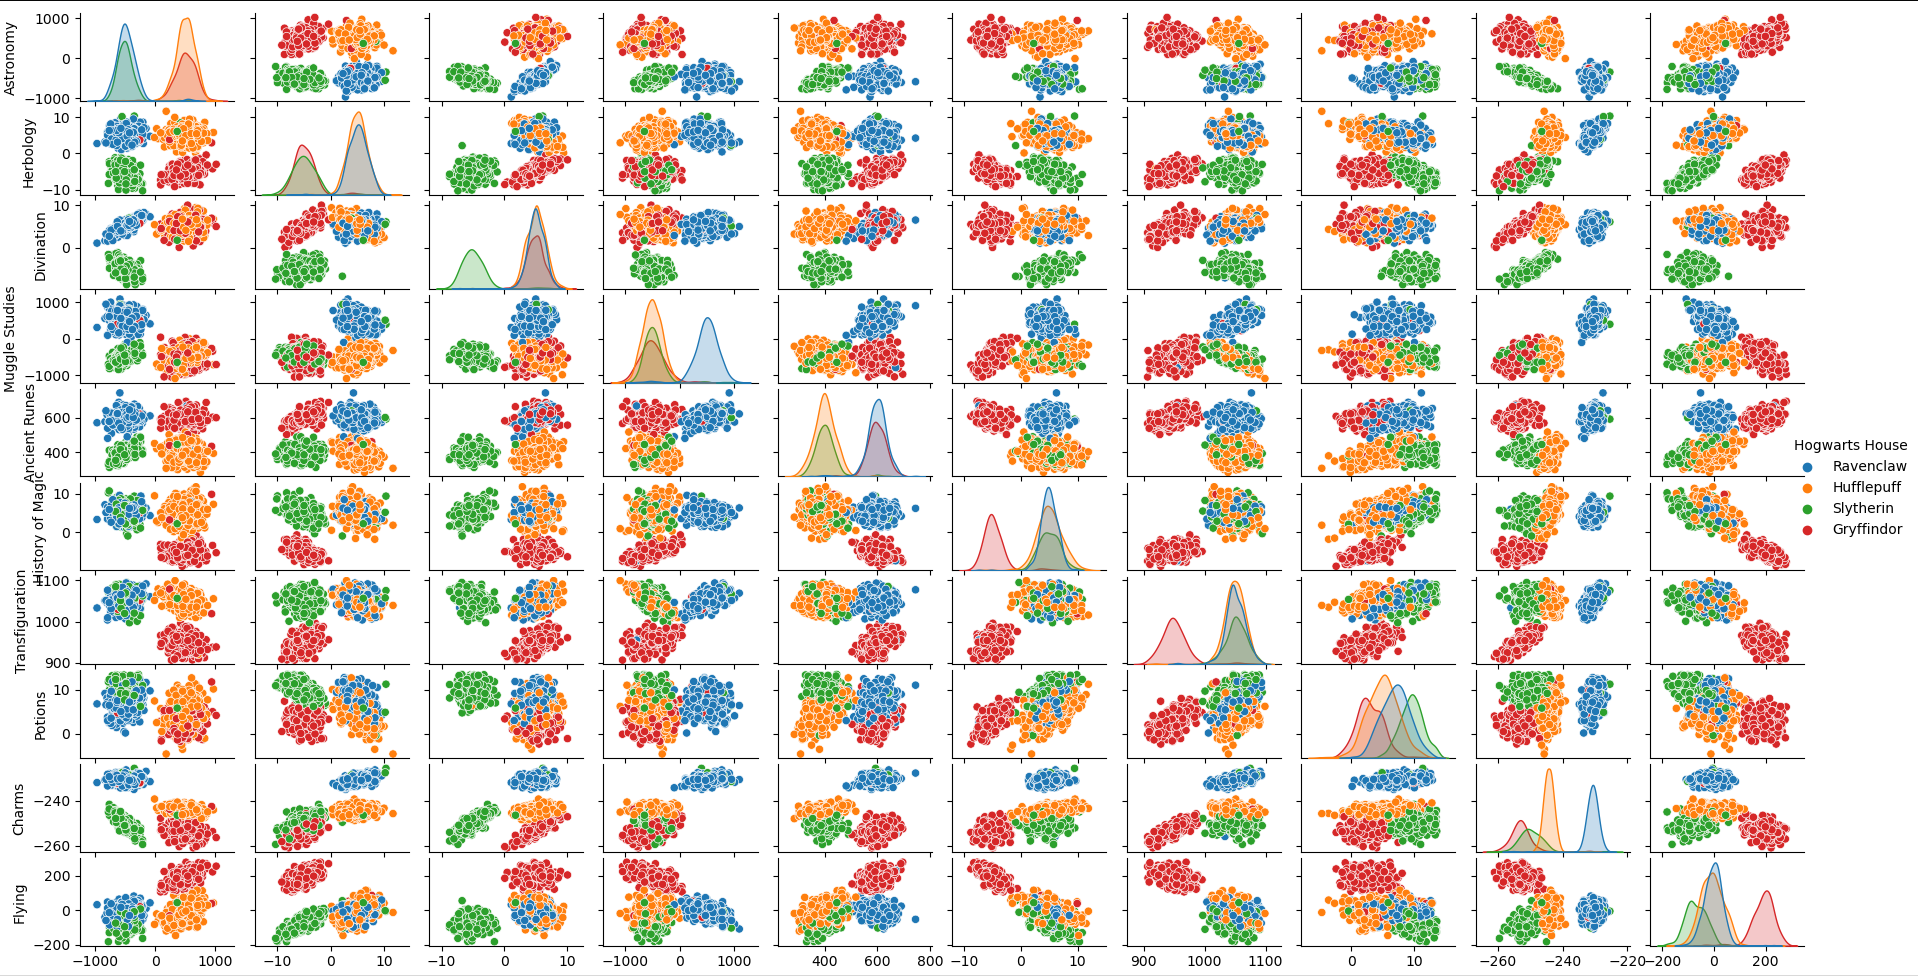 Astronomy
1000
0
−1000
Herbology
10
0
−10
Divination
10
0
Muggle Studies
1000
0
−1000
Ancient Runes
600
400
History of Magic
10
0
Transfiguration
1100
1000
900
Potions
10
0
Charms
−240
−260
Flying
200
0
−200
−1000 0 1000 −10 0 10 0 10 −1000 0 1000 400 600 800 −10 0 10 900 1000 1100 0 10 −260 −240 −220 −200 0 200
Hogwarts House
Ravenclaw
Hufflepuff
Slytherin
Gryffindor